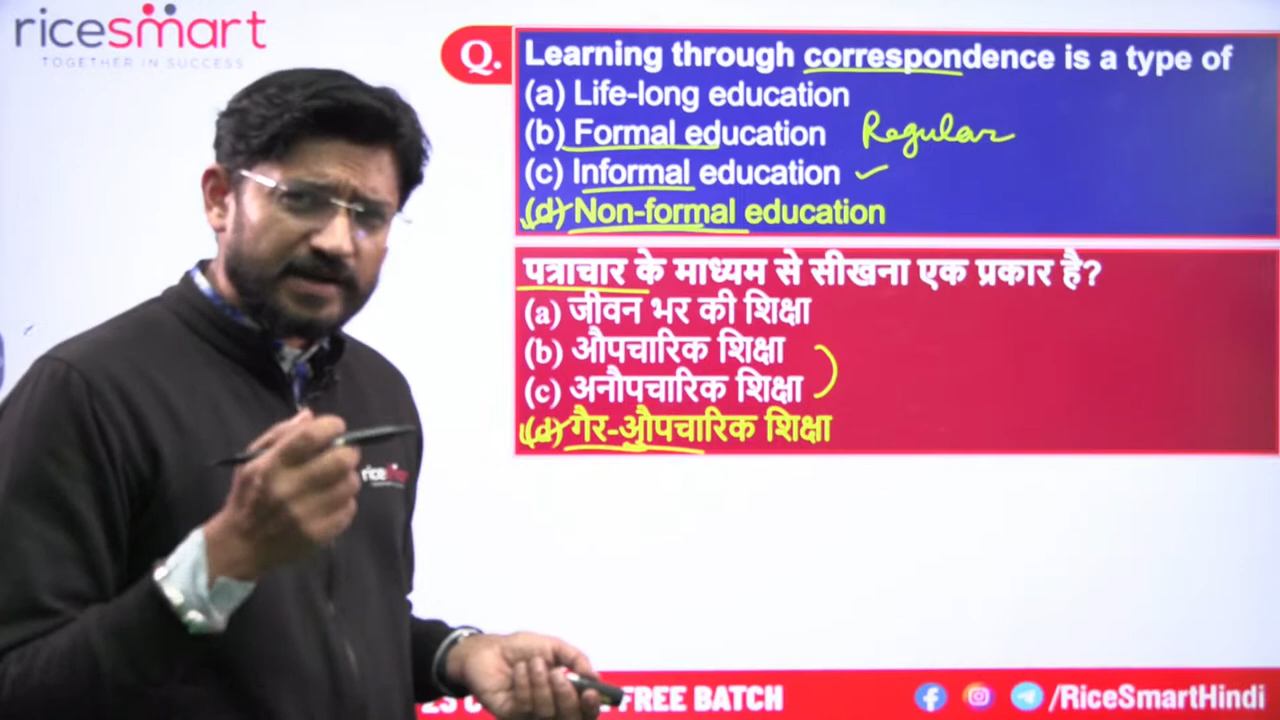 ricesmart
TOGETHER IN SUCCESS
Q. Learning through correspondence is a type of
(a) Life-long education
(b) Formal education Regular
(c) Informal education ✓
(d) Non-formal education
पत्राचार के माध्यम से सीखना एक प्रकार है?
(a) जीवन भर की शिक्षा
(b) औपचारिक शिक्षा
(c) अनौपचारिक शिक्षा
(d) गैर-औपचारिक शिक्षा
rice
FREE BATCH
/RiceSmartHindi